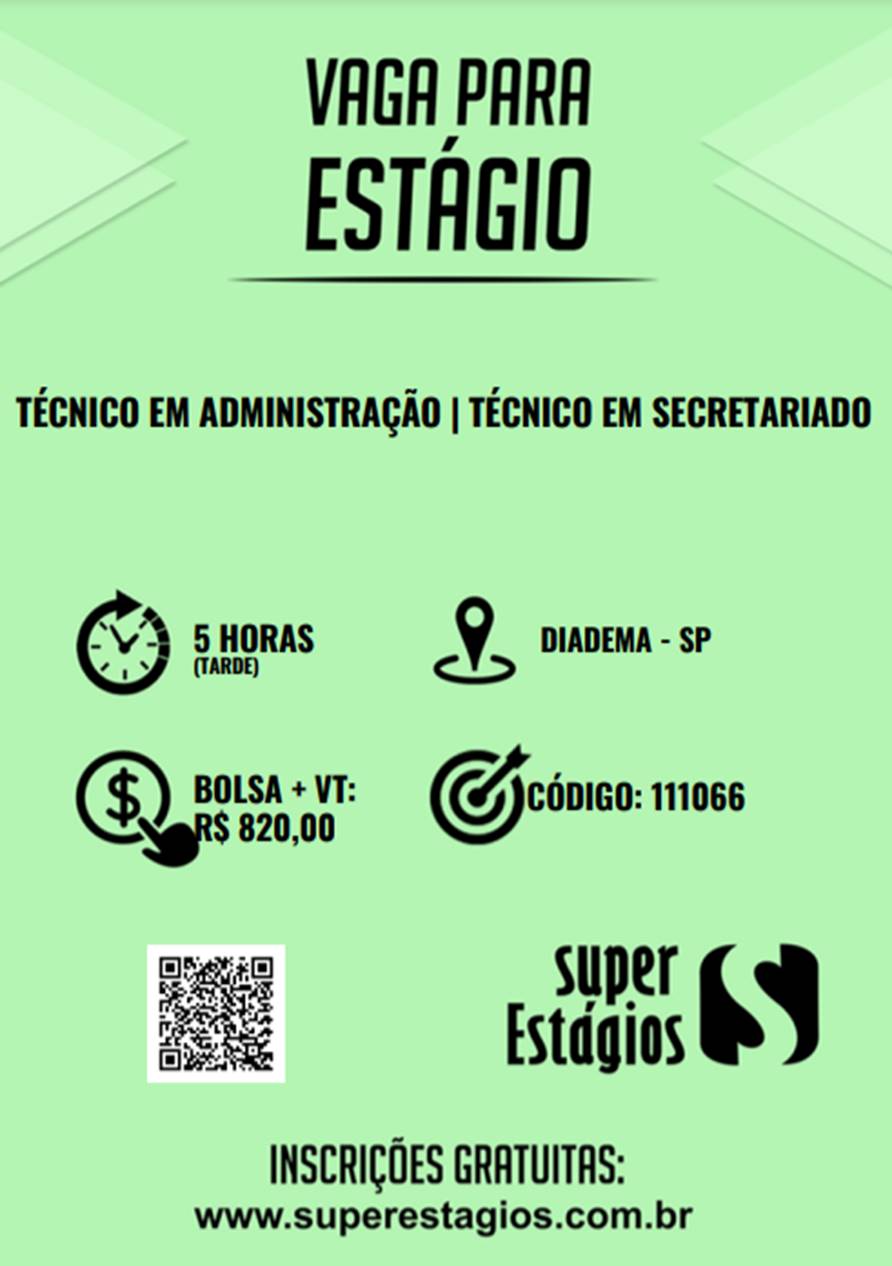 VAGA PARA
ESTÁGIO
TÉCNICO EM ADMINISTRAÇÃO | TÉCNICO EM SECRETARIADO
5 HORAS
(TARDE)
DIADEMA - SP
BOLSA + VT:
R$ 820,00
CÓDIGO: 111066
super
Estágios
INSCRIÇÕES GRATUITAS:
www.superestagios.com.br